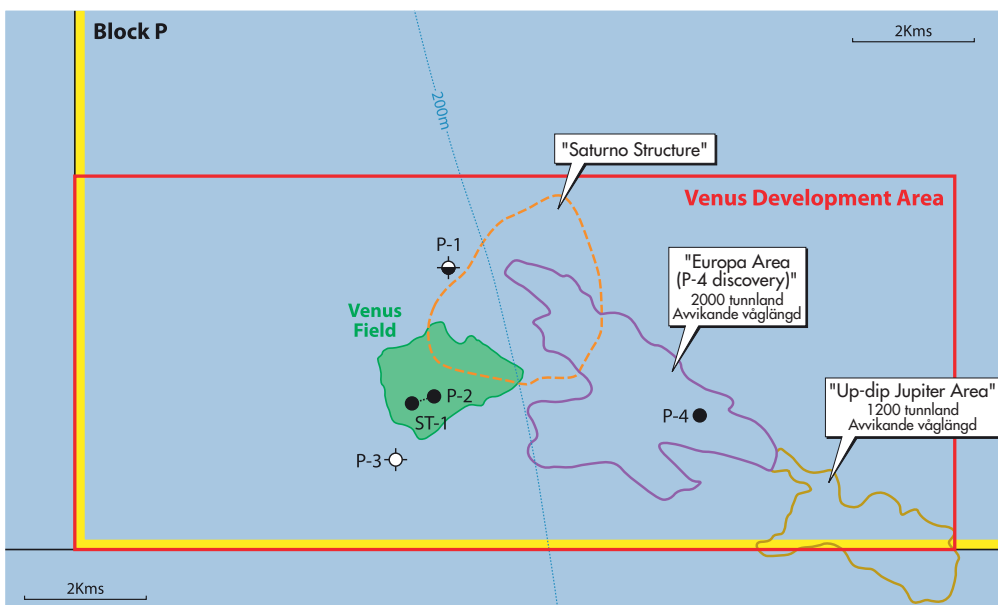 Block P
2Kms
200m
"Saturno Structure"
Venus Development Area
P-1
"Europa Area
(P-4 discovery)"
2000 tunnland
Avvikande våglängd
Venus
Field
"Up-dip Jupiter Area"
1200 tunnland
Avvikande våglängd
P-2
ST-1
P-4
P-3
2Kms